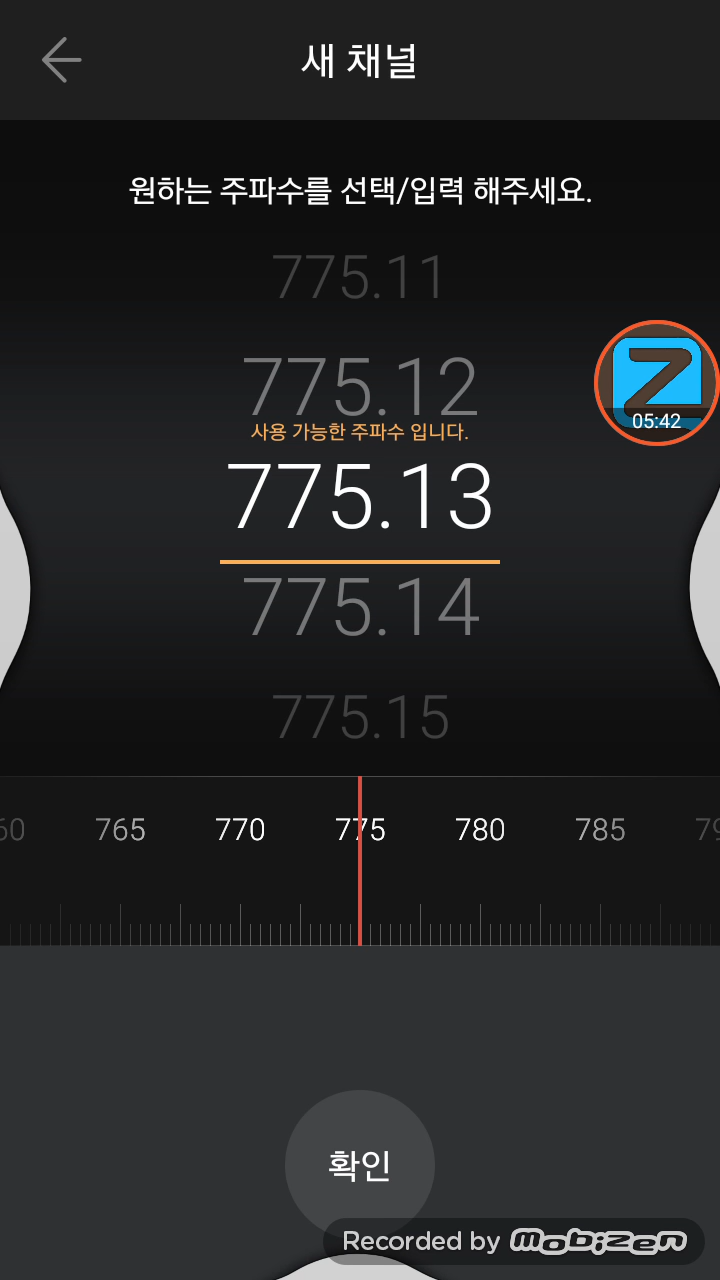 새 채널
원하는 주파수를 선택/입력 해주세요.
775.11
775.12
사용 가능한 주파수 입니다.
775.13
05:42
775.14
775.15
765 770 775 780 785
확인
Recorded by mobizen